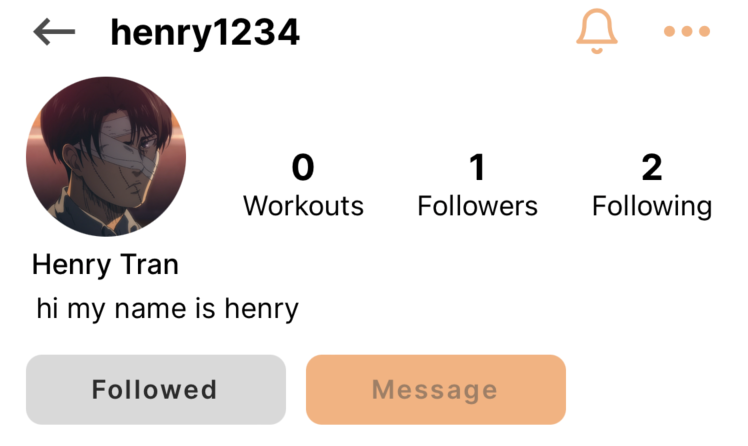 henry1234
0 1 2
Workouts Followers Following
Henry Tran
hi my name is henry
Followed Message